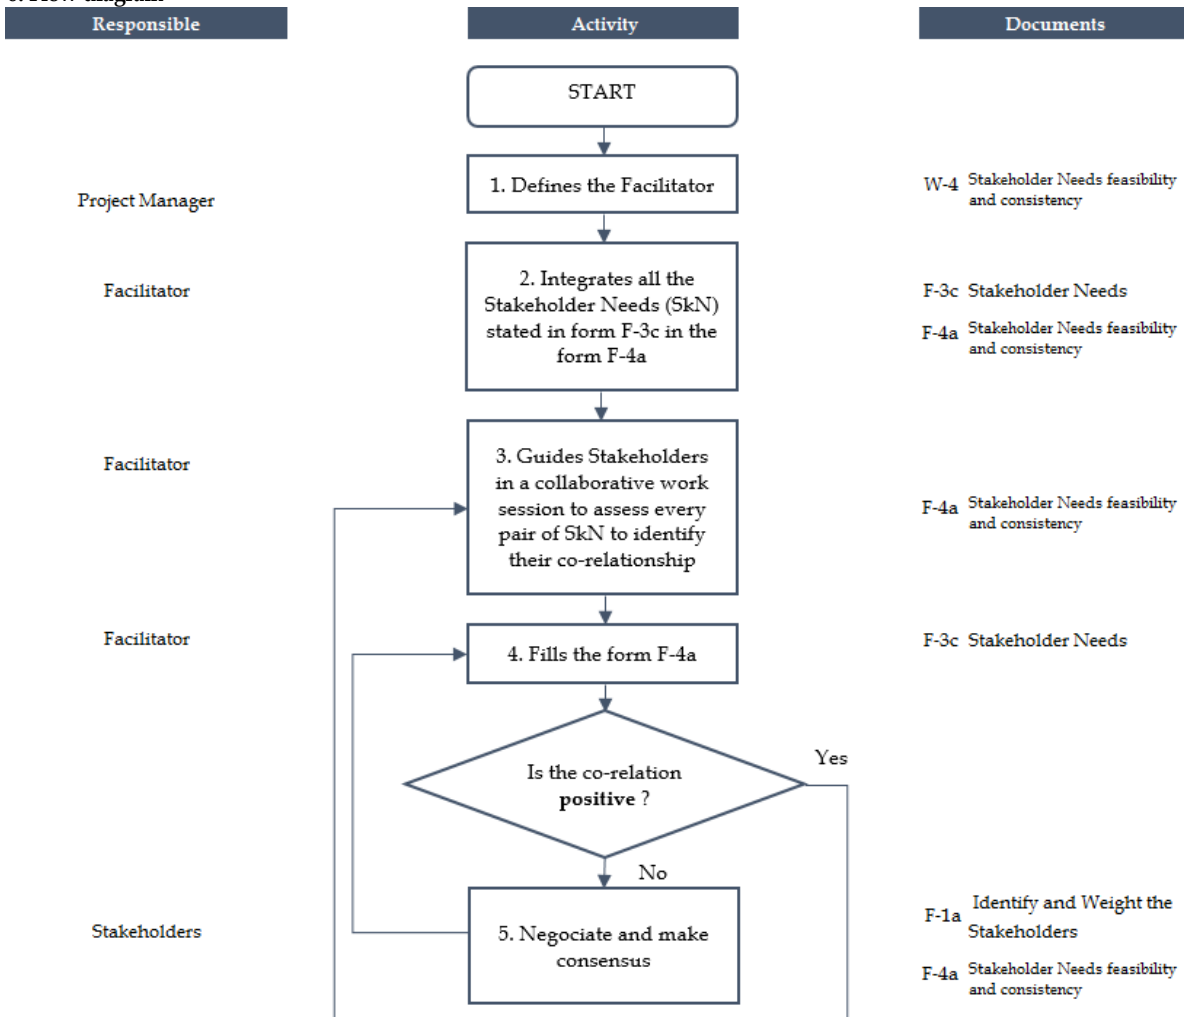 Responsible
Activity
Documents
START
1. Defines the Facilitator
Project Manager
W-4 Stakeholder Needs feasibility
and consistency
Facilitator
2. Integrates all the
Stakeholder Needs (SkN)
stated in form F-3c in the
form F-4a
F-3c Stakeholder Needs
F-4a Stakeholder Needs feasibility
and consistency
Facilitator
3. Guides Stakeholders
in a collaborative work
session to assess every
pair of SkN to identify
their co-relationship
F-4a Stakeholder Needs feasibility
and consistency
Facilitator
4. Fills the form F-4a
F-3c Stakeholder Needs
Is the co-relation
positive ?
Yes
No
Stakeholders
5. Negociate and make
consensus
F-1a Identify and Weight the
Stakeholders
F-4a Stakeholder Needs feasibility
and consistency